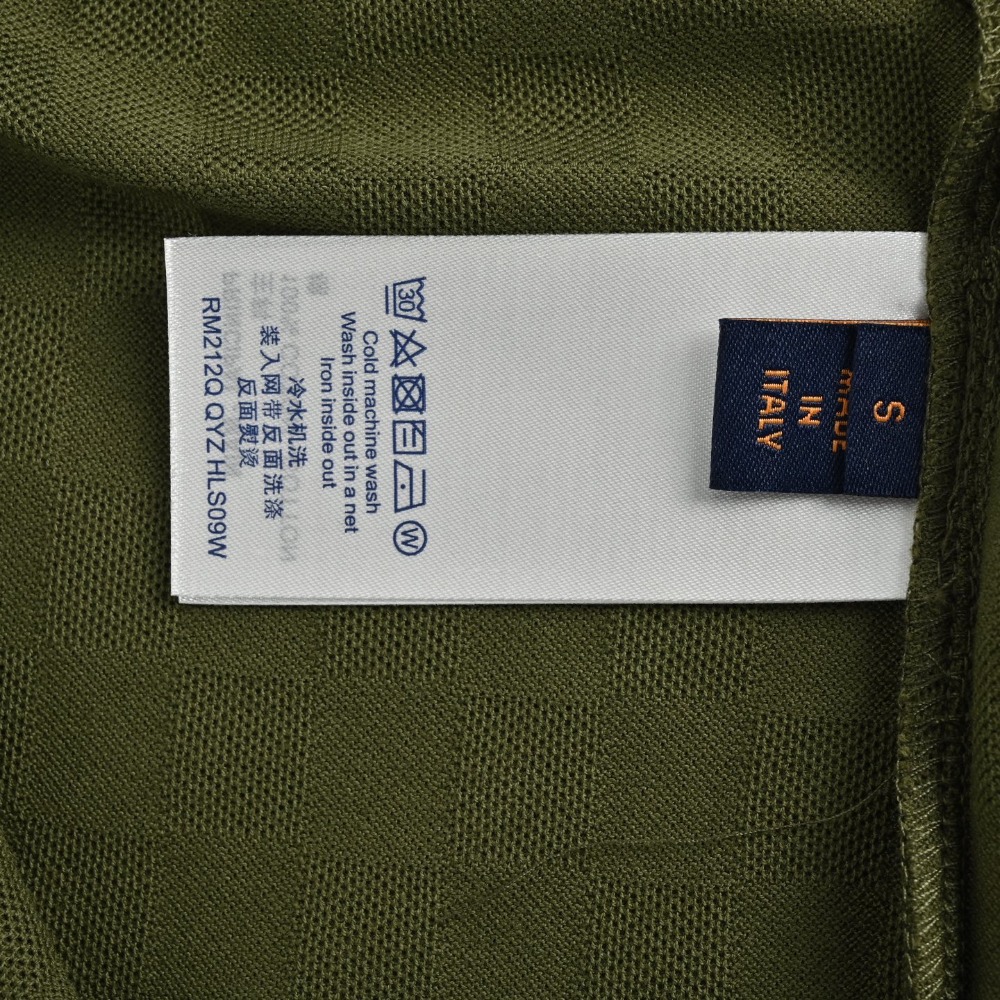 30 W
Cold machine wash
Wash inside out in a net
Iron inside out
冷水机洗
装入网带反面洗涤
反面熨烫
RM212Q QYZ HLS09W
S
MADE
IN
ITALY